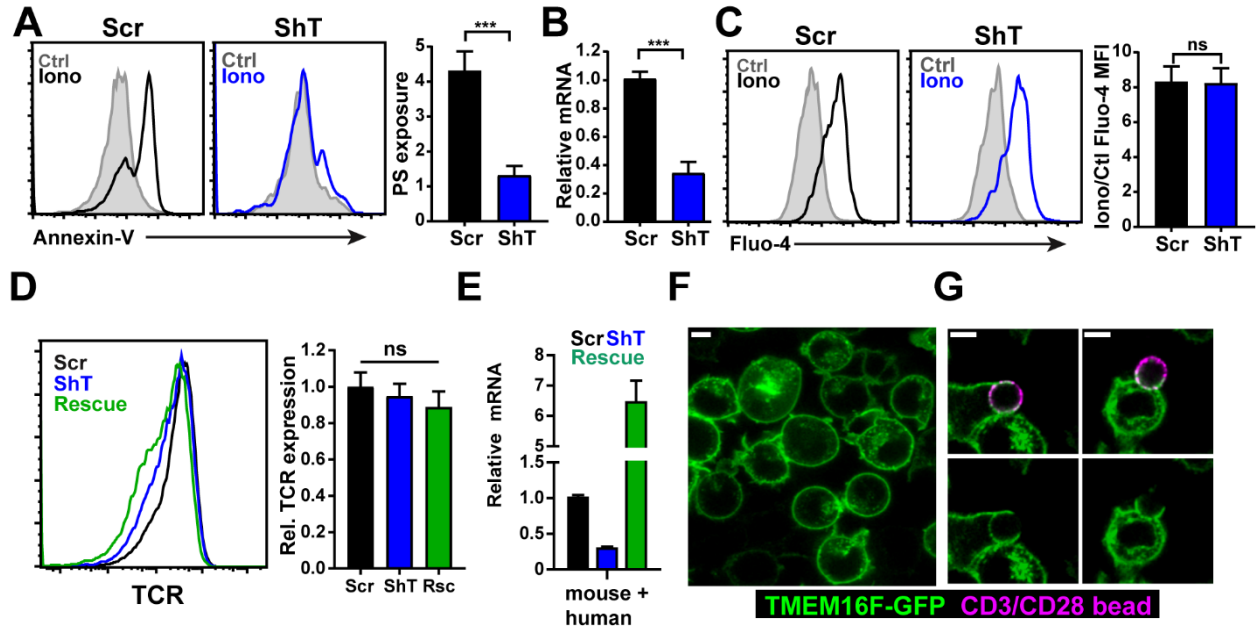 A
Scr
ShT
Ctrl
Iono
Ctrl
Iono
Annexin-V
PS exposure
5
4
3
2
1
0
***
Scr
ShT
B
Relative mRNA
1.2
1.0
0.8
0.6
0.4
0.2
0.0
***
Scr
ShT
C
Scr
ShT
Ctrl
Iono
Ctrl
Iono
Fluo-4
Iono/Ctl Fluo-4 MFI
10
8
6
4
2
0
ns
Scr
ShT
D
Scr
ShT
Rescue
TCR
Rel. TCR expression
1.2
1.0
0.8
0.6
0.4
0.2
0.0
ns
Scr
ShT
Rsc
E
Scr ShT
Rescue
Relative mRNA
8
7
6
5
1.5
1.0
0.5
0
mouse +
human
F
G
TMEM16F-GFP CD3/CD28 bead